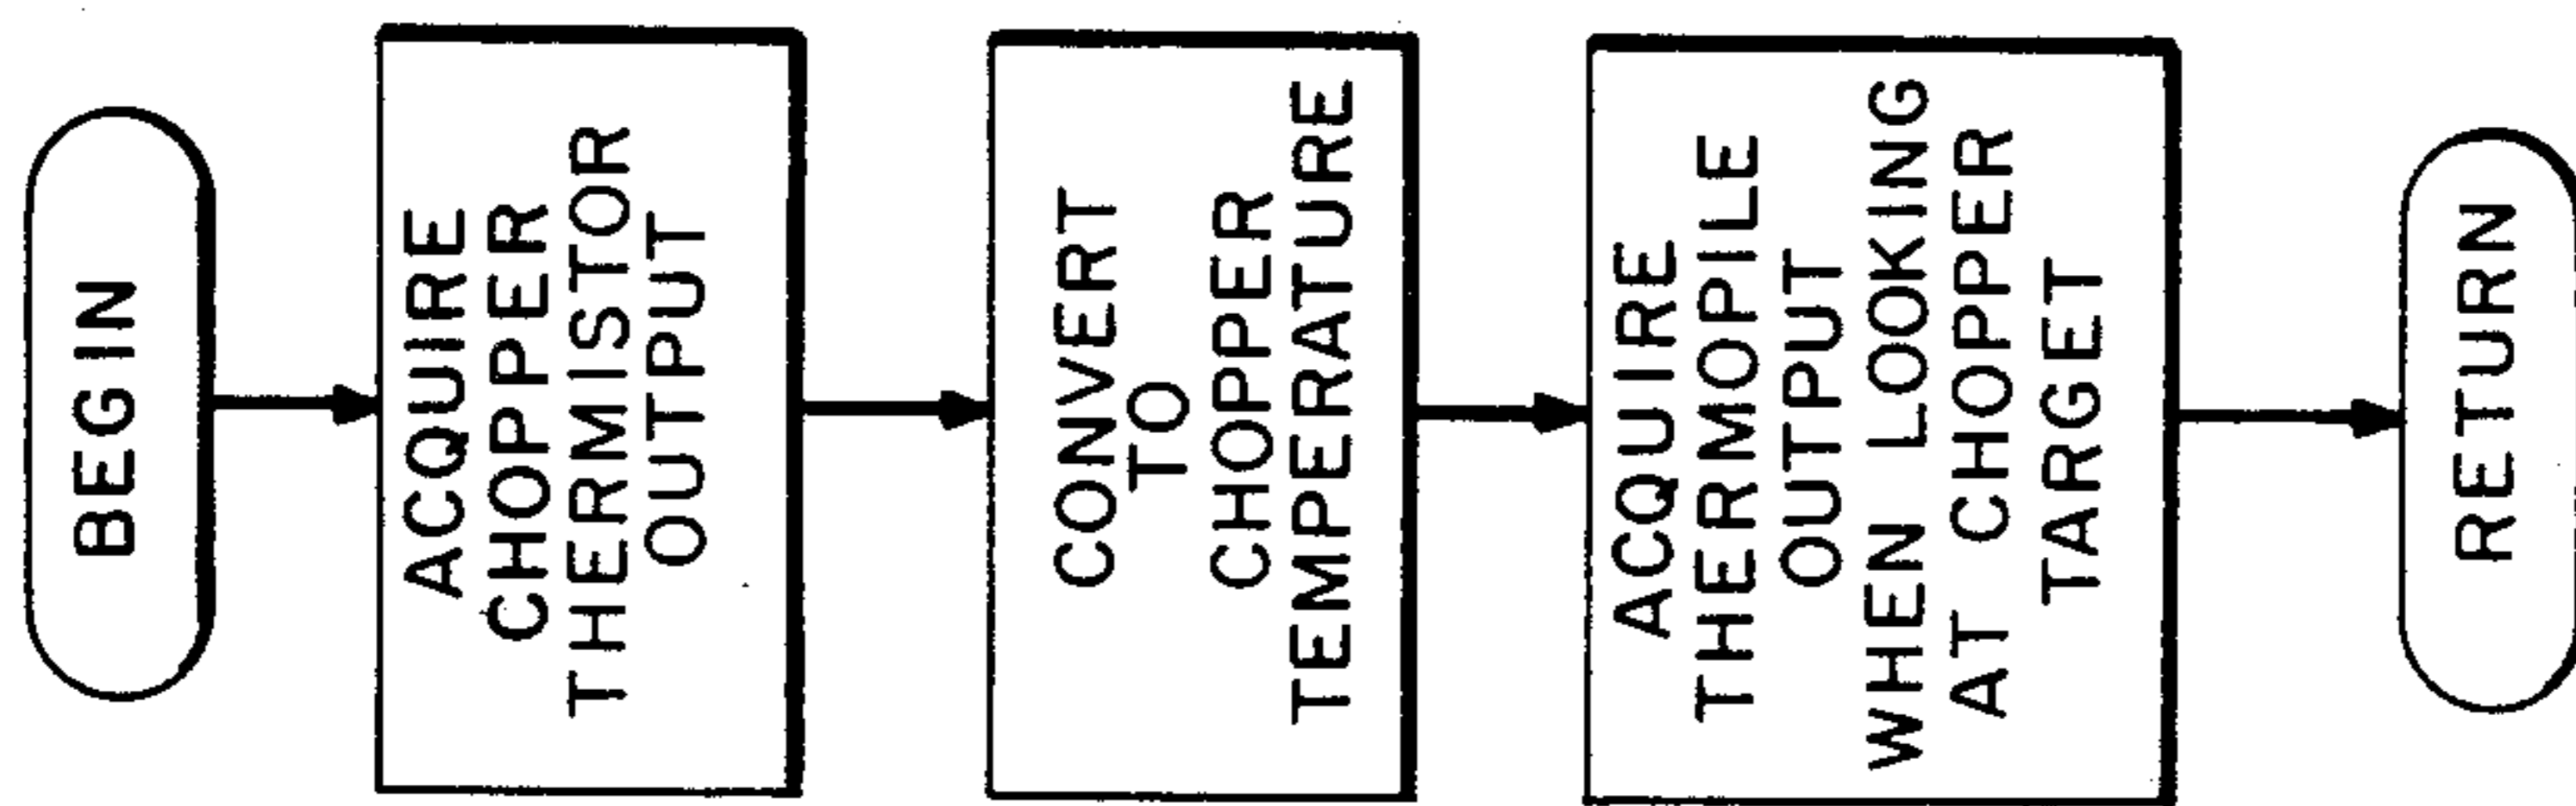 BEGIN
ACQUIRE
CHOPPER
THERMISTOR
OUTPUT
CONVERT
TO
CHOPPER
TEMPERATURE
ACQUIRE
THERMOPILE
OUTPUT
WHEN LOOKING
AT CHOPPER
TARGET
RETURN